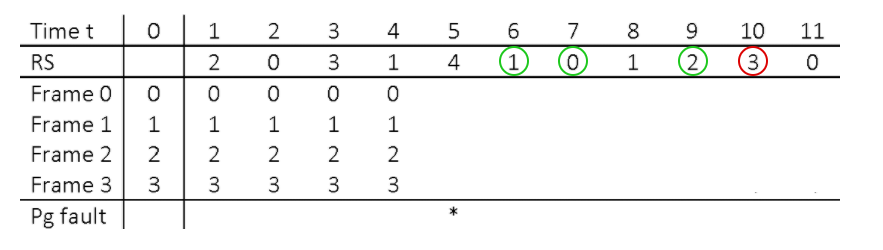 Time t 0 1 2 3 4 5 6 7 8 9 10 11
RS 2 0 3 1 4 1 0 1 2 3 0
Frame 0 0 0 0 0 0
Frame 1 1 1 1 1 1
Frame 2 2 2 2 2 2
Frame 3 3 3 3 3 3
Pg fault *